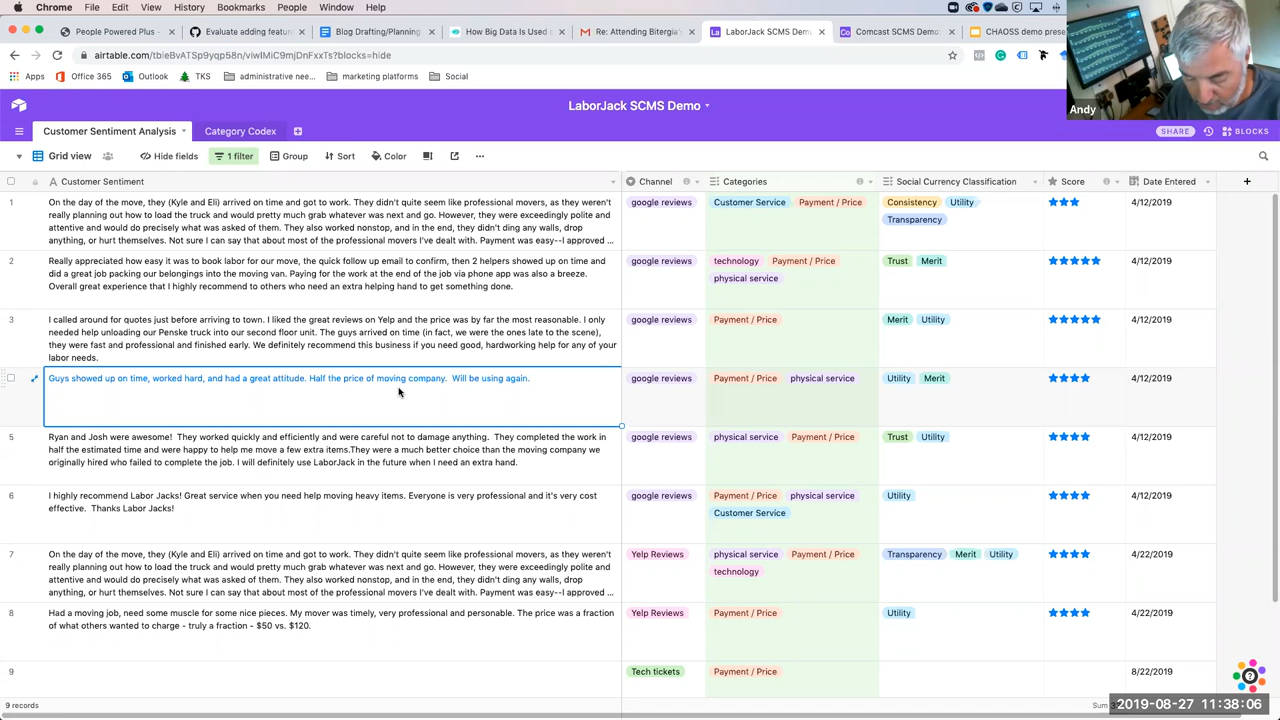 Chrome File Edit View History Bookmarks People Window Help
People Powered Plus - Evaluate adding featu Blog Drafting/Planning How Big Data Is Used Re: Attending Bitergia's LaborJack SCMS Demo Comcast SCMS Demo: CHAOSS demo prese
airtable.com/tbleBvATSp9yqp58n/viwIMiC9mjDnFxxTs?blocks=hide
Apps Office 365 Outlook TKS administrative nee... marketing platforms Social
Andy
LaborJack SCMS Demo
Customer Sentiment Analysis Category Codex SHARE BLOCKS
Grid view Hide fields 1 filter Group Sort Color
Customer Sentiment Channel Categories Social Currency Classification Score Date Entered
1 On the day of the move, they (Kyle and Eli) arrived on time and got to work. They didn't quite seem like professional movers, as they weren't google reviews Customer Service Payment / Price Consistency Utility 4/12/2019
really planning out how to load the truck and would pretty much grab whatever was next and go. However, they were exceedingly polite and Transparency
attentive and would do precisely what was asked of them. They also worked nonstop, and in the end, they didn't ding any walls, drop
anything, or hurt themselves. Not sure I can say that about most of the professional movers I've dealt with. Payment was easy--I approved ...
2 Really appreciated how easy it was to book labor for our move, the quick follow up email to confirm, then 2 helpers showed up on time and google reviews technology Payment / Price Trust Merit 4/12/2019
did a great job packing our belongings into the moving van. Paying for the work at the end of the job via phone app was also a breeze. physical service
Overall great experience that I highly recommend to others who need an extra helping hand to get something done.
3 I called around for quotes just before arriving to town. I liked the great reviews on Yelp and the price was by far the most reasonable. I only google reviews Payment / Price Merit Utility 4/12/2019
needed help unloading our Penske truck into our second floor unit. The guys arrived on time (in fact, we were the ones late to the scene),
they were fast and professional and finished early. We definitely recommend this business if you need good, hardworking help for any of your
labor needs.
Guys showed up on time, worked hard, and had a great attitude. Half the price of moving company. Will be using again. google reviews Payment / Price physical service Utility Merit 4/12/2019
5 Ryan and Josh were awesome! They worked quickly and efficiently and were careful not to damage anything. They completed the work in google reviews physical service Payment / Price Trust Utility 4/12/2019
half the estimated time and were happy to help me move a few extra items.They were a much better choice than the moving company we
originally hired who failed to complete the job. I will definitely use LaborJack in the future when I need an extra hand.
6 I highly recommend Labor Jacks! Great service when you need help moving heavy items. Everyone is very professional and it's very cost google reviews Payment / Price physical service Utility 4/12/2019
effective. Thanks Labor Jacks! Customer Service
7 On the day of the move, they (Kyle and Eli) arrived on time and got to work. They didn't quite seem like professional movers, as they weren't Yelp Reviews physical service Payment / Price Transparency Merit Utility 4/22/2019
really planning out how to load the truck and would pretty much grab whatever was next and go. However, they were exceedingly polite and technology
attentive and would do precisely what was asked of them. They also worked nonstop, and in the end, they didn't ding any walls, drop
anything, or hurt themselves. Not sure I can say that about most of the professional movers I've dealt with. Payment was easy--I approved ...
8 Had a moving job, need some muscle for some nice pieces. My mover was timely, very professional and personable. The price was a fraction Yelp Reviews Payment / Price Utility 4/22/2019
of what others wanted to charge - truly a fraction - $50 vs. $120.
9 Tech tickets Payment / Price 8/22/2019
9 records Sum
2019-08-27 11:38:06